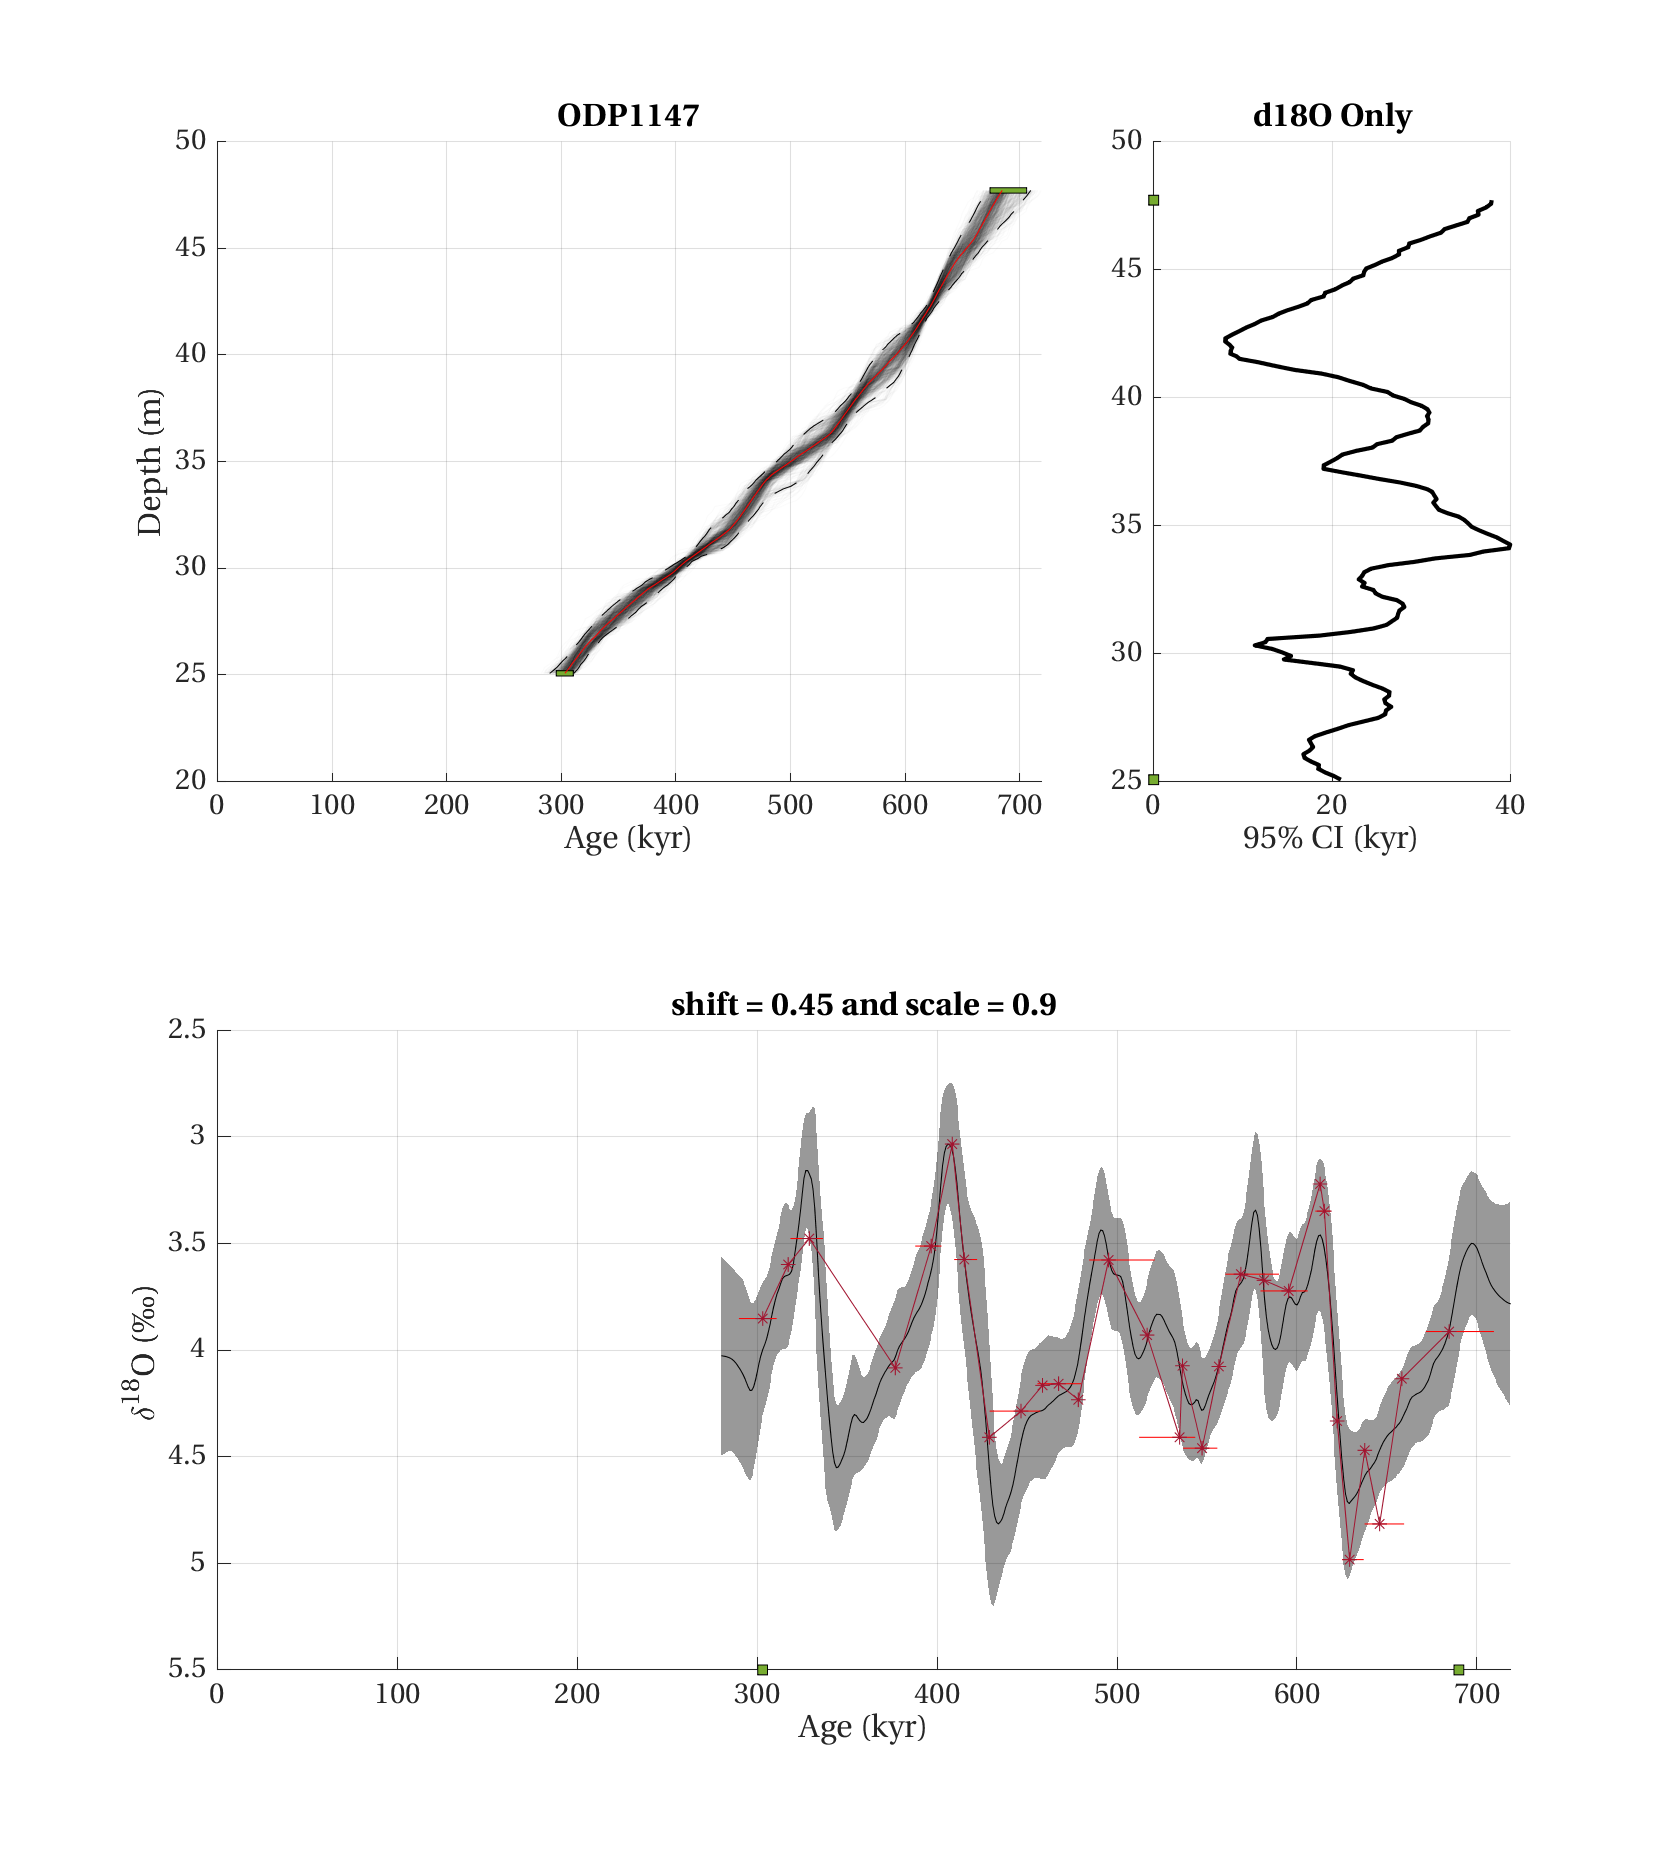 ODP1147
d18O Only
50
45
40
35
30
25
20
Depth (m)
0 100 200 300 400 500 600 700
Age (kyr)
50
45
40
35
30
25
0 20 40
95% CI (kyr)
shift = 0.45 and scale = 0.9
2.5
3
3.5
4
4.5
5
5.5
δ¹⁸O (‰)
0 100 200 300 400 500 600 700
Age (kyr)